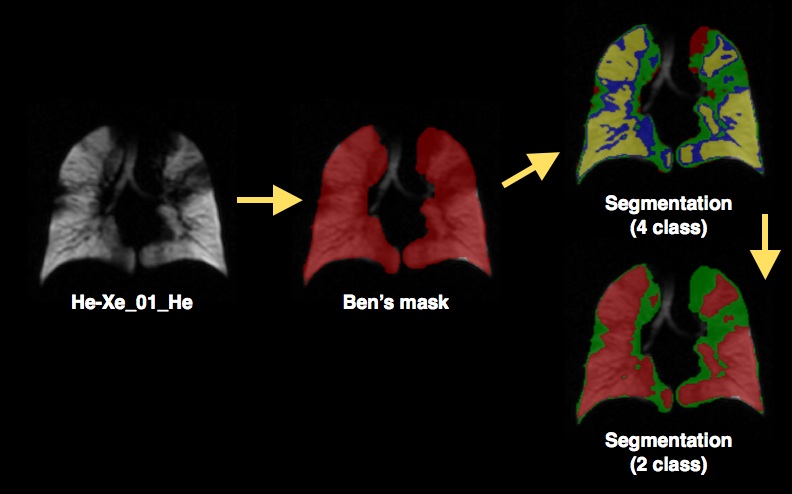 He-Xe_01_He
Ben's mask
Segmentation
(4 class)
Segmentation
(2 class)